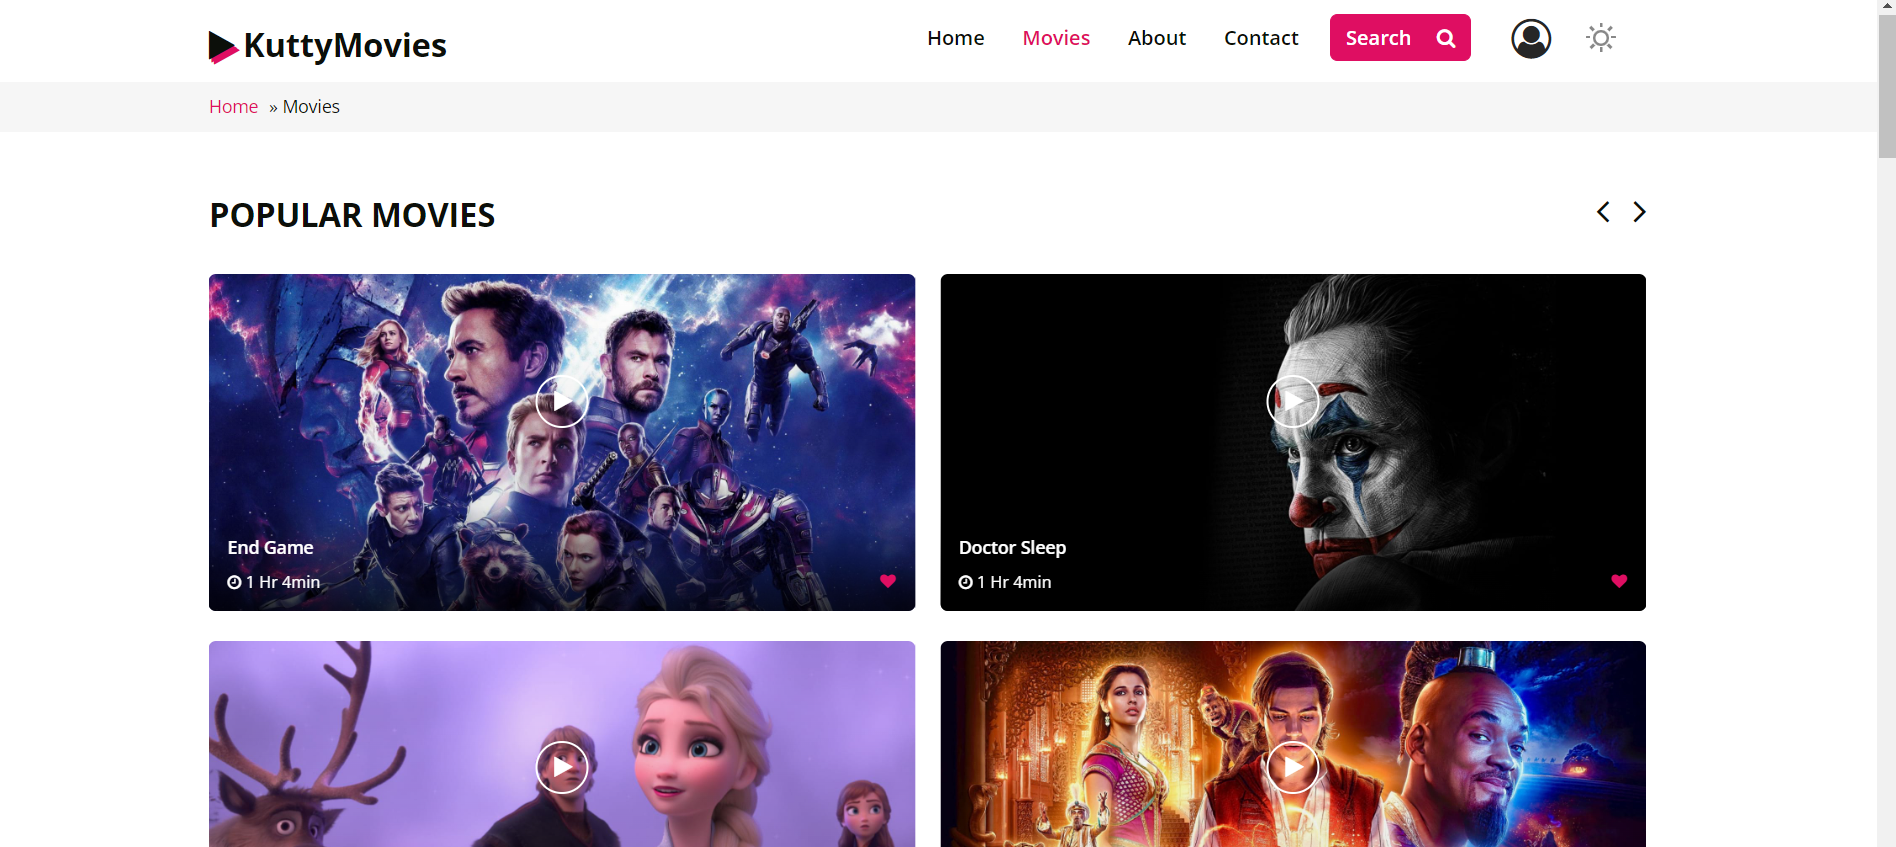 KuttyMovies
Home Movies About Contact Search
Home » Movies
POPULAR MOVIES
End Game
1 Hr 4min
Doctor Sleep
1 Hr 4min